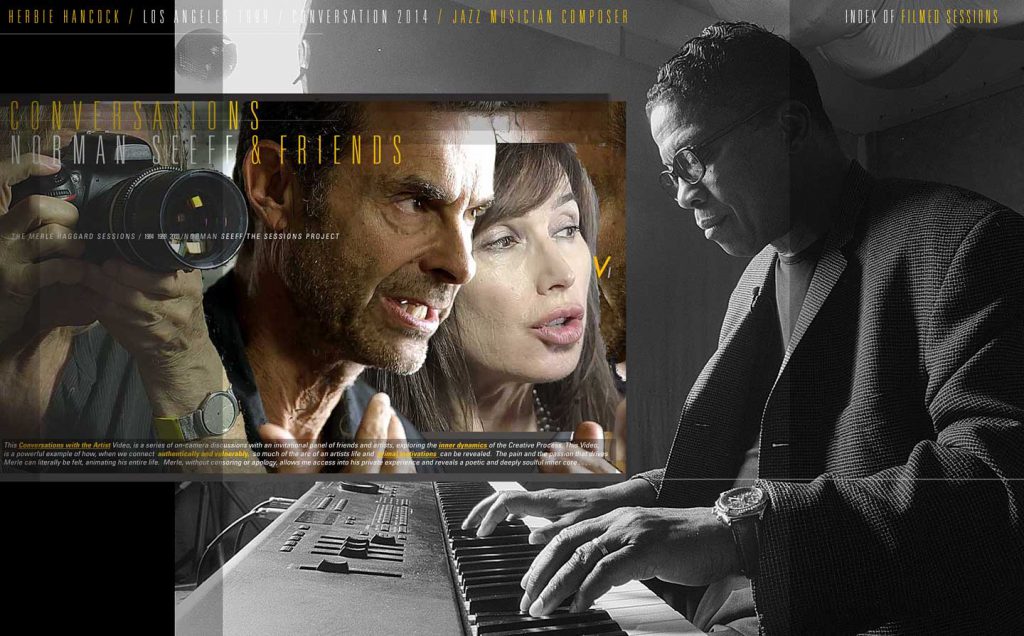 HERBIE HANCOCK / LOS ANGELES 1999 / CONVERSATION 2014 / JAZZ MUSICIAN COMPOSER
INDEX OF FILMED SESSIONS
CONVERSATIONS
NORMAN SEEFF & FRIENDS
THE MERLE HAGGARD SESSIONS / NORMAN SEEFF THE SESSIONS PROJECT
This Conversations with the Artist Video, is a series of on-camera discussions with an invitational panel of friends and artists, exploring the inner dynamics of the Creative Process. This Video,
is a powerful example of how, when we connect authentically and vulnerably, so much of the arc of an artists life and primal motivations can be revealed. The pain and the passion that drives
Merle can literally be felt, animating his entire life. Merle, without censoring or apology, allows me access into his private experience and reveals a poetic and deeply soulful inner core.